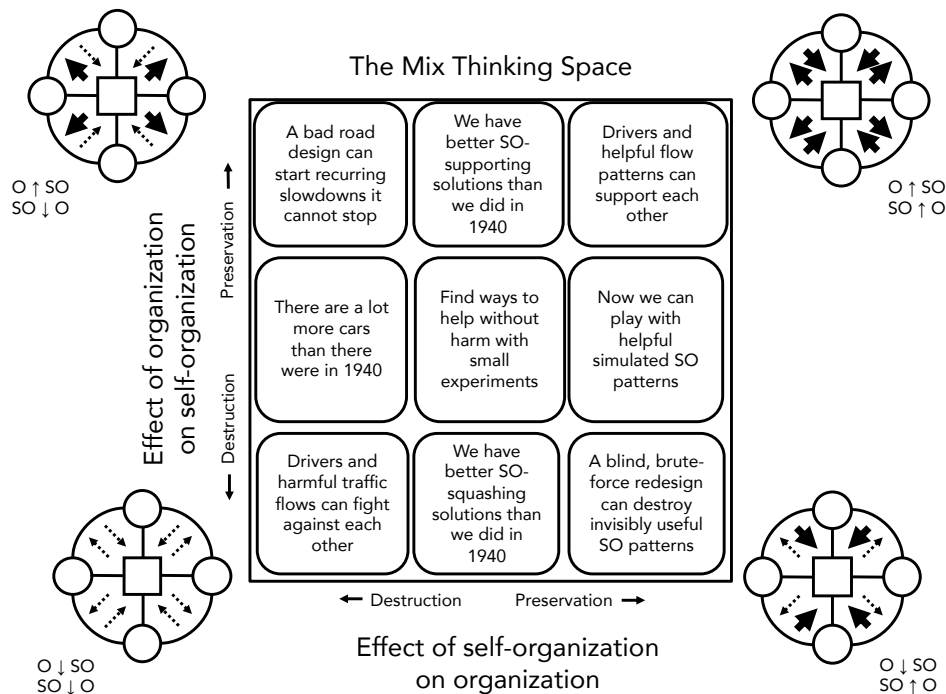 The Mix Thinking Space
O ↑ SO
SO ↓ O
O ↑ SO
SO ↑ O
A bad road
design can
start recurring
slowdowns it
cannot stop
We have
better SO-
supporting
solutions than
we did in
1940
Drivers and
helpful flow
patterns can
support each
other
There are a lot
more cars
than there
were in 1940
Find ways to
help without
harm with
small
experiments
Now we can
play with
helpful
simulated SO
patterns
Drivers and
harmful traffic
flows can fight
against each
other
We have
better SO-
squashing
solutions than
we did in
1940
A blind, brute-
force redesign
can destroy
invisibly useful
SO patterns
Effect of organization
on self-organization
Destruction
Preservation
← Destruction
Preservation →
Effect of self-organization
on organization
O ↓ SO
SO ↓ O
O ↓ SO
SO ↑ O